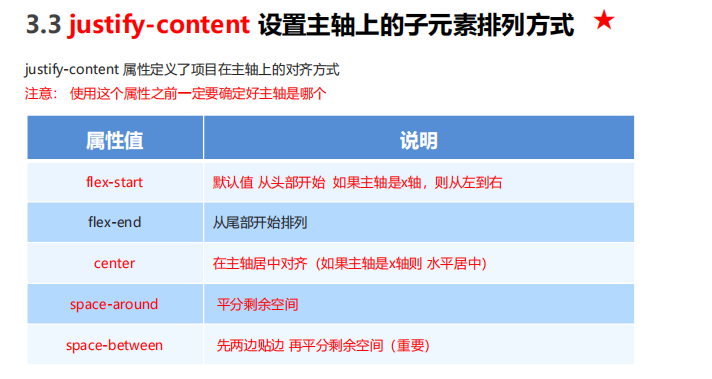 3.3 justify-content 设置主轴上的子元素排列方式
justify-content 属性定义了项目在主轴上的对齐方式
注意： 使用这个属性之前一定要确定好主轴是哪个
属性值 说明
flex-start 默认值 从头部开始 如果主轴是x轴，则从左到右
flex-end 从尾部开始排列
center 在主轴居中对齐（如果主轴是x轴则 水平居中）
space-around 平分剩余空间
space-between 先两边贴边 再平分剩余空间（重要）